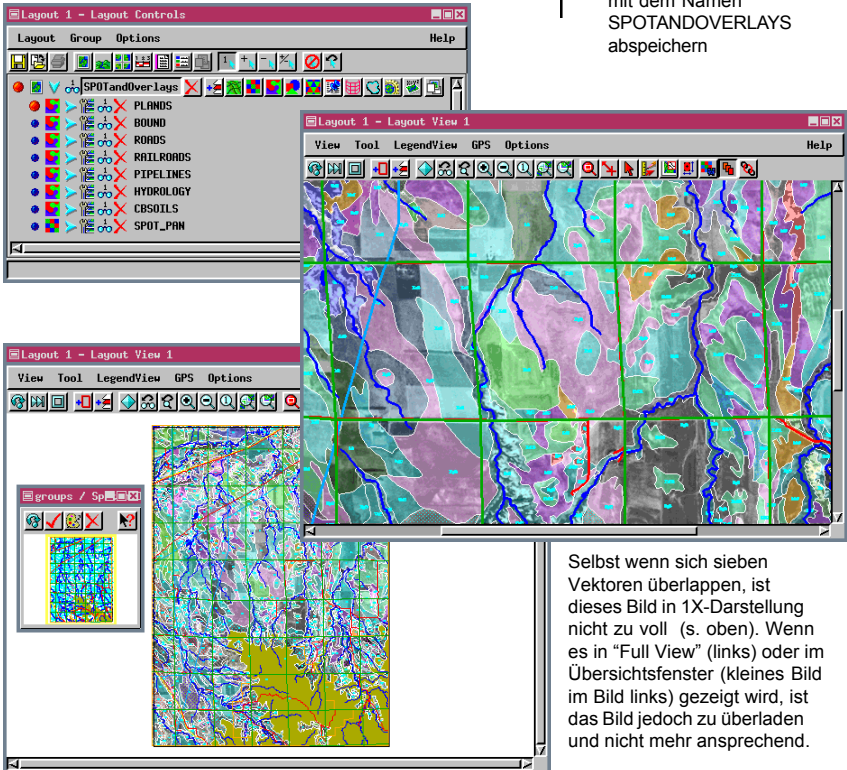 mit dem Namen
SPOTANDOVERLAYS
abspeichern
Layout 1 - Layout Controls
Layout Group Options Help
SPOTandOverlays
PLANDS
BOUND
ROADS
RAILROADS
PIPELINES
HYDROLOGY
CBSOILS
SPOT_PAN
Layout 1 - Layout View 1
View Tool LegendView GPS Options Help
Layout 1 - Layout View 1
View Tool LegendView GPS Options
groups / Sp
Selbst wenn sich sieben
Vektoren überlappen, ist
dieses Bild in 1X-Darstellung
nicht zu voll (s. oben). Wenn
es in “Full View” (links) oder im
Übersichtsfenster (kleines Bild
im Bild links) gezeigt wird, ist
das Bild jedoch zu überladen
und nicht mehr ansprechend.